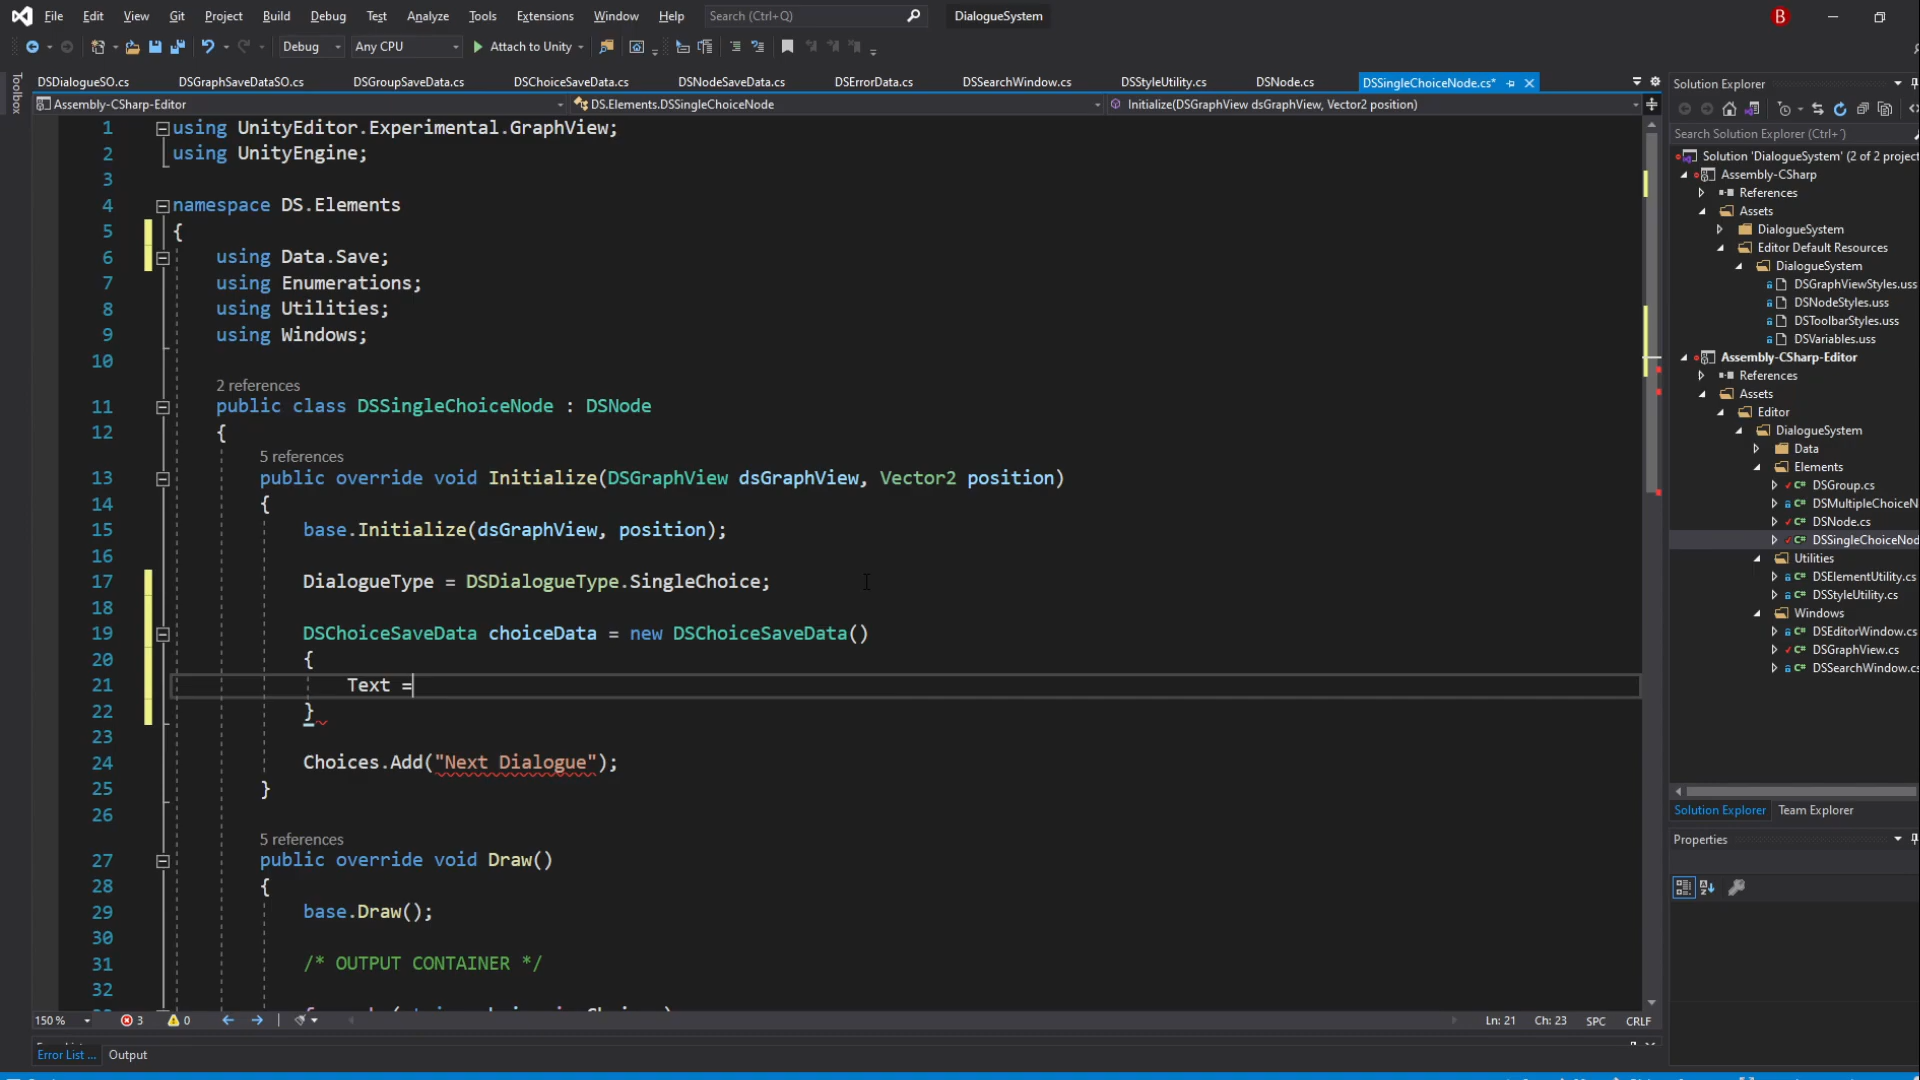 File Edit View Git Project Build Debug Test Analyze Tools Extensions Window Help Search (Ctrl+Q) DialogueSystem B
Debug Any CPU Attach to Unity
Toolbox
DSDialogueSO.cs DSGraphSaveDataSO.cs DSGroupSaveData.cs DSChoiceSaveData.cs DSNodeSaveData.cs DSErrorData.cs DSSearchWindow.cs DSStyleUtility.cs DSNode.cs DSSingleChoiceNode.cs*
Assembly-CSharp-Editor DS.Elements.DSSingleChoiceNode Initialize(DSGraphView dsGraphView, Vector2 position)
1 using UnityEditor.Experimental.GraphView;
2 using UnityEngine;
3
4 namespace DS.Elements
5 {
6 using Data.Save;
7 using Enumerations;
8 using Utilities;
9 using Windows;
10
2 references
11 public class DSSingleChoiceNode : DSNode
12 {
5 references
13 public override void Initialize(DSGraphView dsGraphView, Vector2 position)
14 {
15 base.Initialize(dsGraphView, position);
16
17 DialogueType = DSDialogueType.SingleChoice;
18
19 DSChoiceSaveData choiceData = new DSChoiceSaveData()
20 {
21 Text =
22 }
23
24 Choices.Add("Next Dialogue");
25 }
26
5 references
27 public override void Draw()
28 {
29 base.Draw();
30
31 /* OUTPUT CONTAINER */
32
150 % 3 0 Ln: 21 Ch: 23 SPC CRLF
Error List ... Output
Solution Explorer
Search Solution Explorer (Ctrl+')
Solution 'DialogueSystem' (2 of 2 project
Assembly-CSharp
References
Assets
DialogueSystem
Editor Default Resources
DialogueSystem
DSGraphViewStyles.uss
DSNodeStyles.uss
DSToolbarStyles.uss
DSVariables.uss
Assembly-CSharp-Editor
References
Assets
Editor
DialogueSystem
Data
Elements
DSGroup.cs
DSMultipleChoiceN
DSNode.cs
DSSingleChoiceNod
Utilities
DSElementUtility.cs
DSStyleUtility.cs
Windows
DSEditorWindow.cs
DSGraphView.cs
DSSearchWindow.cs
Solution Explorer Team Explorer
Properties